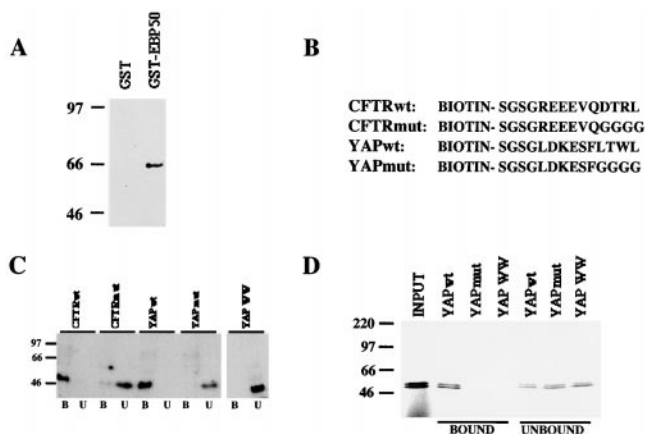 A
GST
GST-EBP50
97
66
46
B
CFTRwt: BIOTIN- SGSGREEEVQDTRL
CFTRmut: BIOTIN- SGSGREEEVQGGGG
YAPwt: BIOTIN- SGSGLDKESFLTWL
YAPmut: BIOTIN- SGSGLDKESFGGGG
C
CFTRwt
CFTRmut
YAPwt
YAPmut
YAP WW
97
66
46
B U B U B U B U B U
D
INPUT
YAPwt
YAPmut
YAP WW
YAPwt
YAPmut
YAP WW
220
97
66
46
BOUND UNBOUND